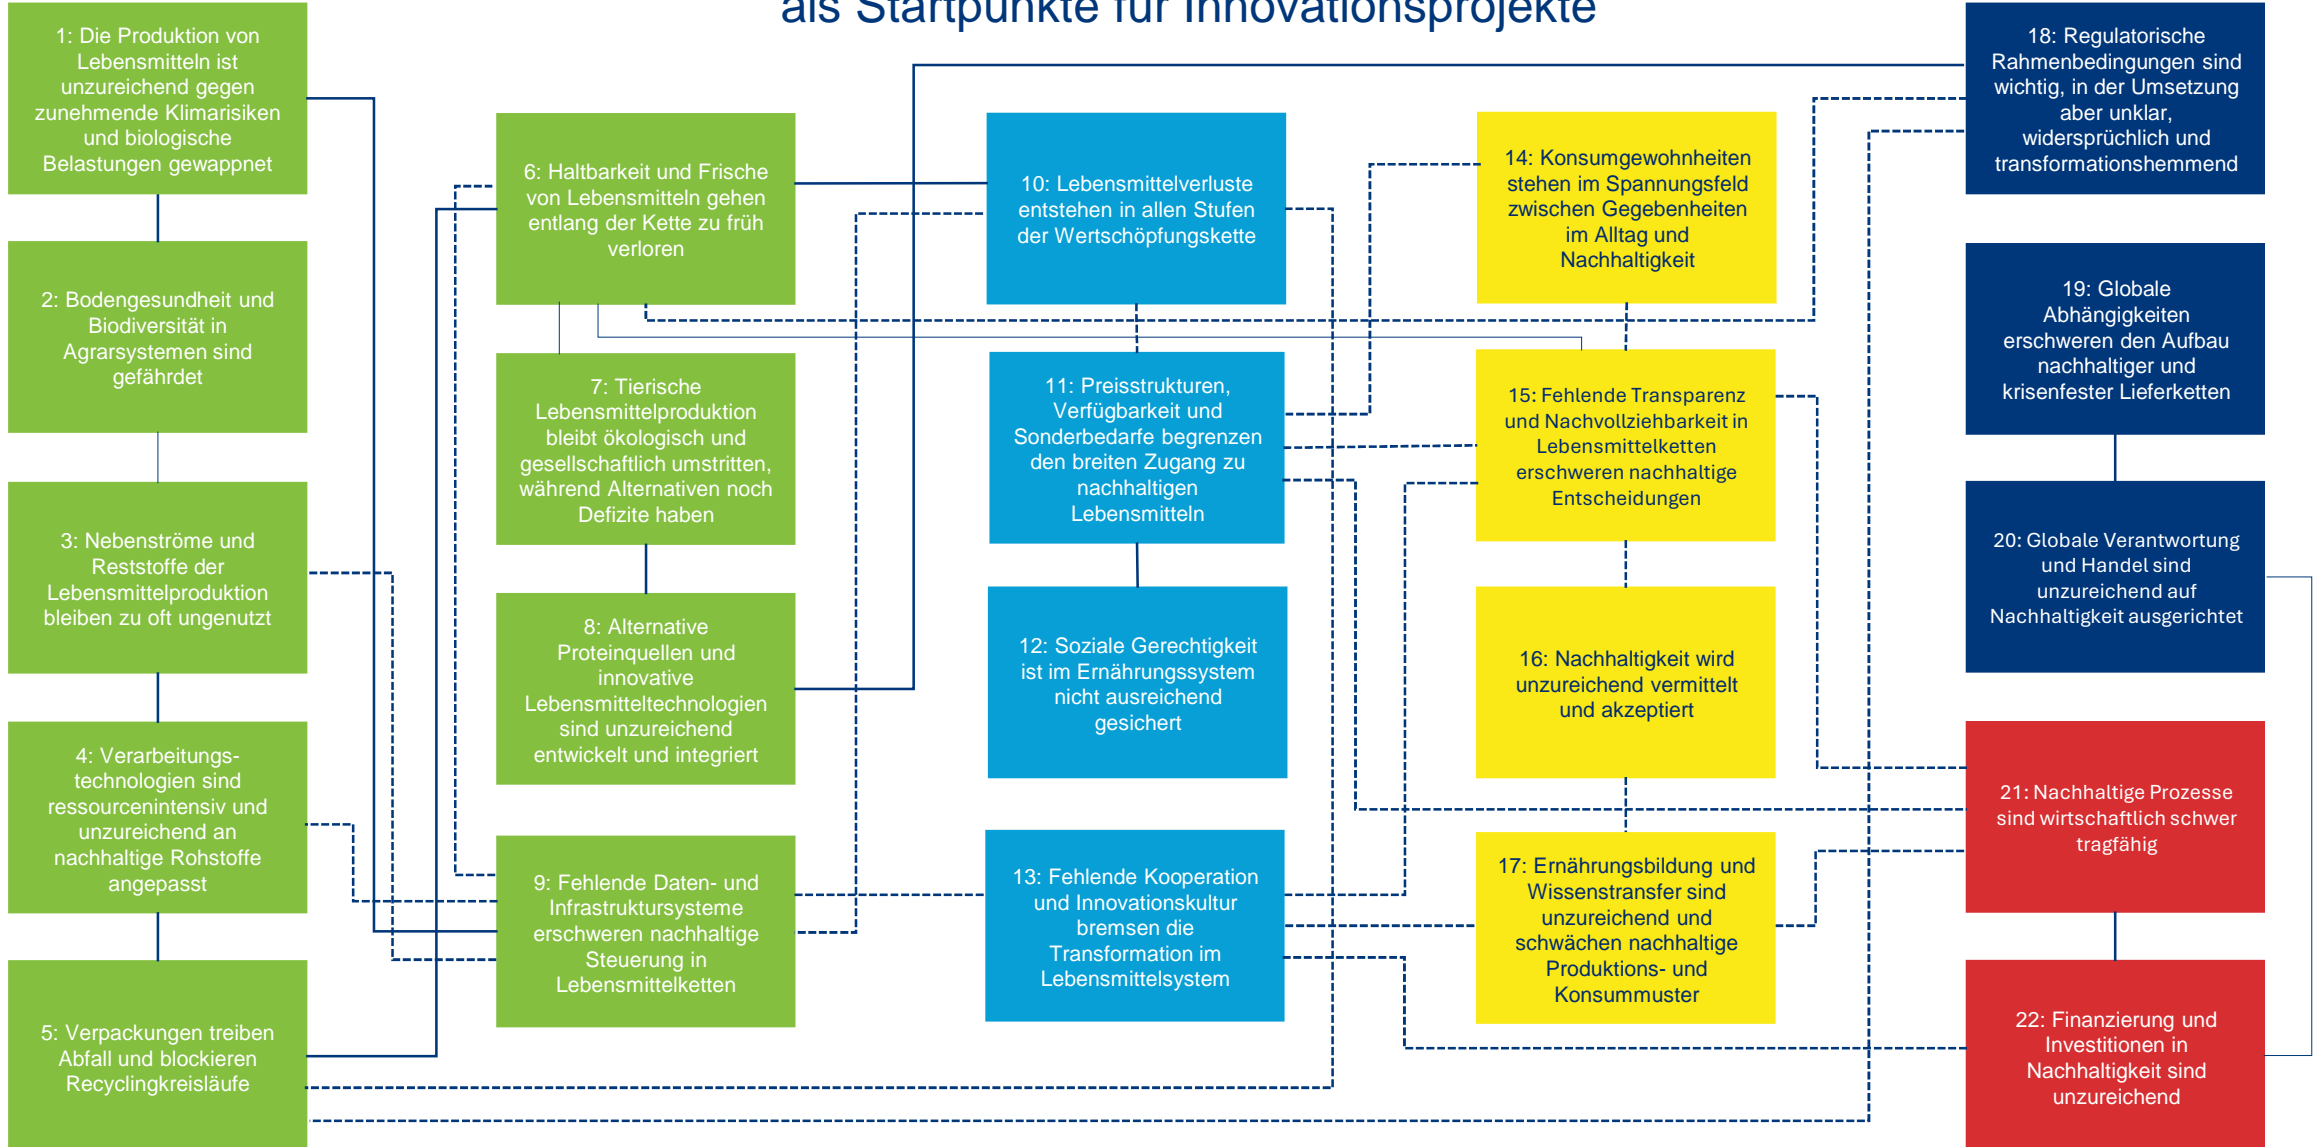 als Startpunkte für Innovationsprojekte
1: Die Produktion von
Lebensmitteln ist
unzureichend gegen
zunehmende Klimarisiken
und biologische
Belastungen gewappnet
2: Bodengesundheit und
Biodiversität in
Agrarsystemen sind
gefährdet
3: Nebenströme und
Reststoffe der
Lebensmittelproduktion
bleiben zu oft ungenutzt
4: Verarbeitungs-
technologien sind
ressourcenintensiv und
unzureichend an
nachhaltige Rohstoffe
angepasst
5: Verpackungen treiben
Abfall und blockieren
Recyclingkreisläufe
6: Haltbarkeit und Frische
von Lebensmitteln gehen
entlang der Kette zu früh
verloren
7: Tierische
Lebensmittelproduktion
bleibt ökologisch und
gesellschaftlich umstritten,
während Alternativen noch
Defizite haben
8: Alternative
Proteinquellen und
innovative
Lebensmitteltechnologien
sind unzureichend
entwickelt und integriert
9: Fehlende Daten- und
Infrastruktursysteme
erschweren nachhaltige
Steuerung in
Lebensmittelketten
10: Lebensmittelverluste
entstehen in allen Stufen
der Wertschöpfungskette
11: Preisstrukturen,
Verfügbarkeit und
Sonderbedarfe begrenzen
den breiten Zugang zu
nachhaltigen
Lebensmitteln
12: Soziale Gerechtigkeit
ist im Ernährungssystem
nicht ausreichend
gesichert
13: Fehlende Kooperation
und Innovationskultur
bremsen die
Transformation im
Lebensmittelsystem
14: Konsumgewohnheiten
stehen im Spannungsfeld
zwischen Gegebenheiten
im Alltag und
Nachhaltigkeit
15: Fehlende Transparenz
und Nachvollziehbarkeit in
Lebensmittelketten
erschweren nachhaltige
Entscheidungen
16: Nachhaltigkeit wird
unzureichend vermittelt
und akzeptiert
17: Ernährungsbildung und
Wissenstransfer sind
unzureichend und
schwächen nachhaltige
Produktions- und
Konsummuster
18: Regulatorische
Rahmenbedingungen sind
wichtig, in der Umsetzung
aber unklar,
widersprüchlich und
transformationshemmend
19: Globale
Abhängigkeiten
erschweren den Aufbau
nachhaltiger und
krisenfester Lieferketten
20: Globale Verantwortung
und Handel sind
unzureichend auf
Nachhaltigkeit ausgerichtet
21: Nachhaltige Prozesse
sind wirtschaftlich schwer
tragfähig
22: Finanzierung und
Investitionen in
Nachhaltigkeit sind
unzureichend